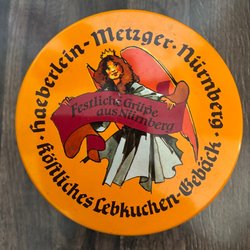 Haeberlein-Metzger·Nürnberg·
Festliche Grüße
aus Nürnberg
köstliches Lebkuchen-Gebäck·